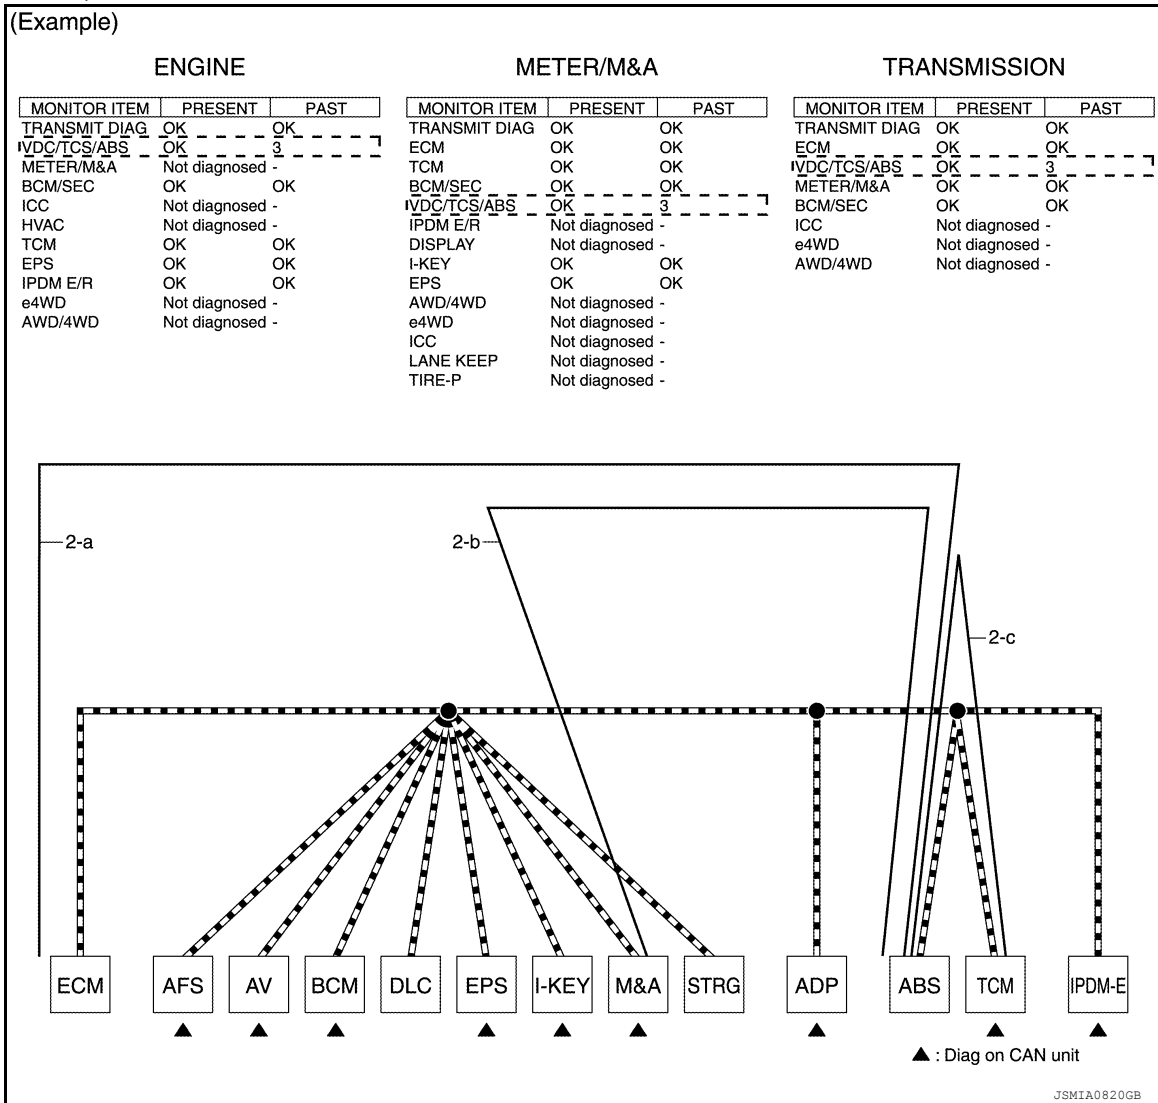 (Example)
ENGINE
MONITOR ITEM PRESENT PAST
TRANSMIT DIAG OK OK
VDC/TCS/ABS OK 3
METER/M&A Not diagnosed -
BCM/SEC OK OK
ICC Not diagnosed -
HVAC Not diagnosed -
TCM OK OK
EPS OK OK
IPDM E/R OK OK
e4WD Not diagnosed -
AWD/4WD Not diagnosed -
METER/M&A
MONITOR ITEM PRESENT PAST
TRANSMIT DIAG OK OK
ECM OK OK
TCM OK OK
BCM/SEC OK OK
VDC/TCS/ABS OK 3
IPDM E/R Not diagnosed -
DISPLAY Not diagnosed -
I-KEY OK OK
EPS OK OK
AWD/4WD Not diagnosed -
e4WD Not diagnosed -
ICC Not diagnosed -
LANE KEEP Not diagnosed -
TIRE-P Not diagnosed -
TRANSMISSION
MONITOR ITEM PRESENT PAST
TRANSMIT DIAG OK OK
ECM OK OK
VDC/TCS/ABS OK 3
METER/M&A OK OK
BCM/SEC OK OK
ICC Not diagnosed -
e4WD Not diagnosed -
AWD/4WD Not diagnosed -
2-a
2-b
2-c
ECM AFS AV BCM DLC EPS I-KEY M&A STRG ADP ABS TCM IPDM-E
▲ : Diag on CAN unit
JSMIA0820GB